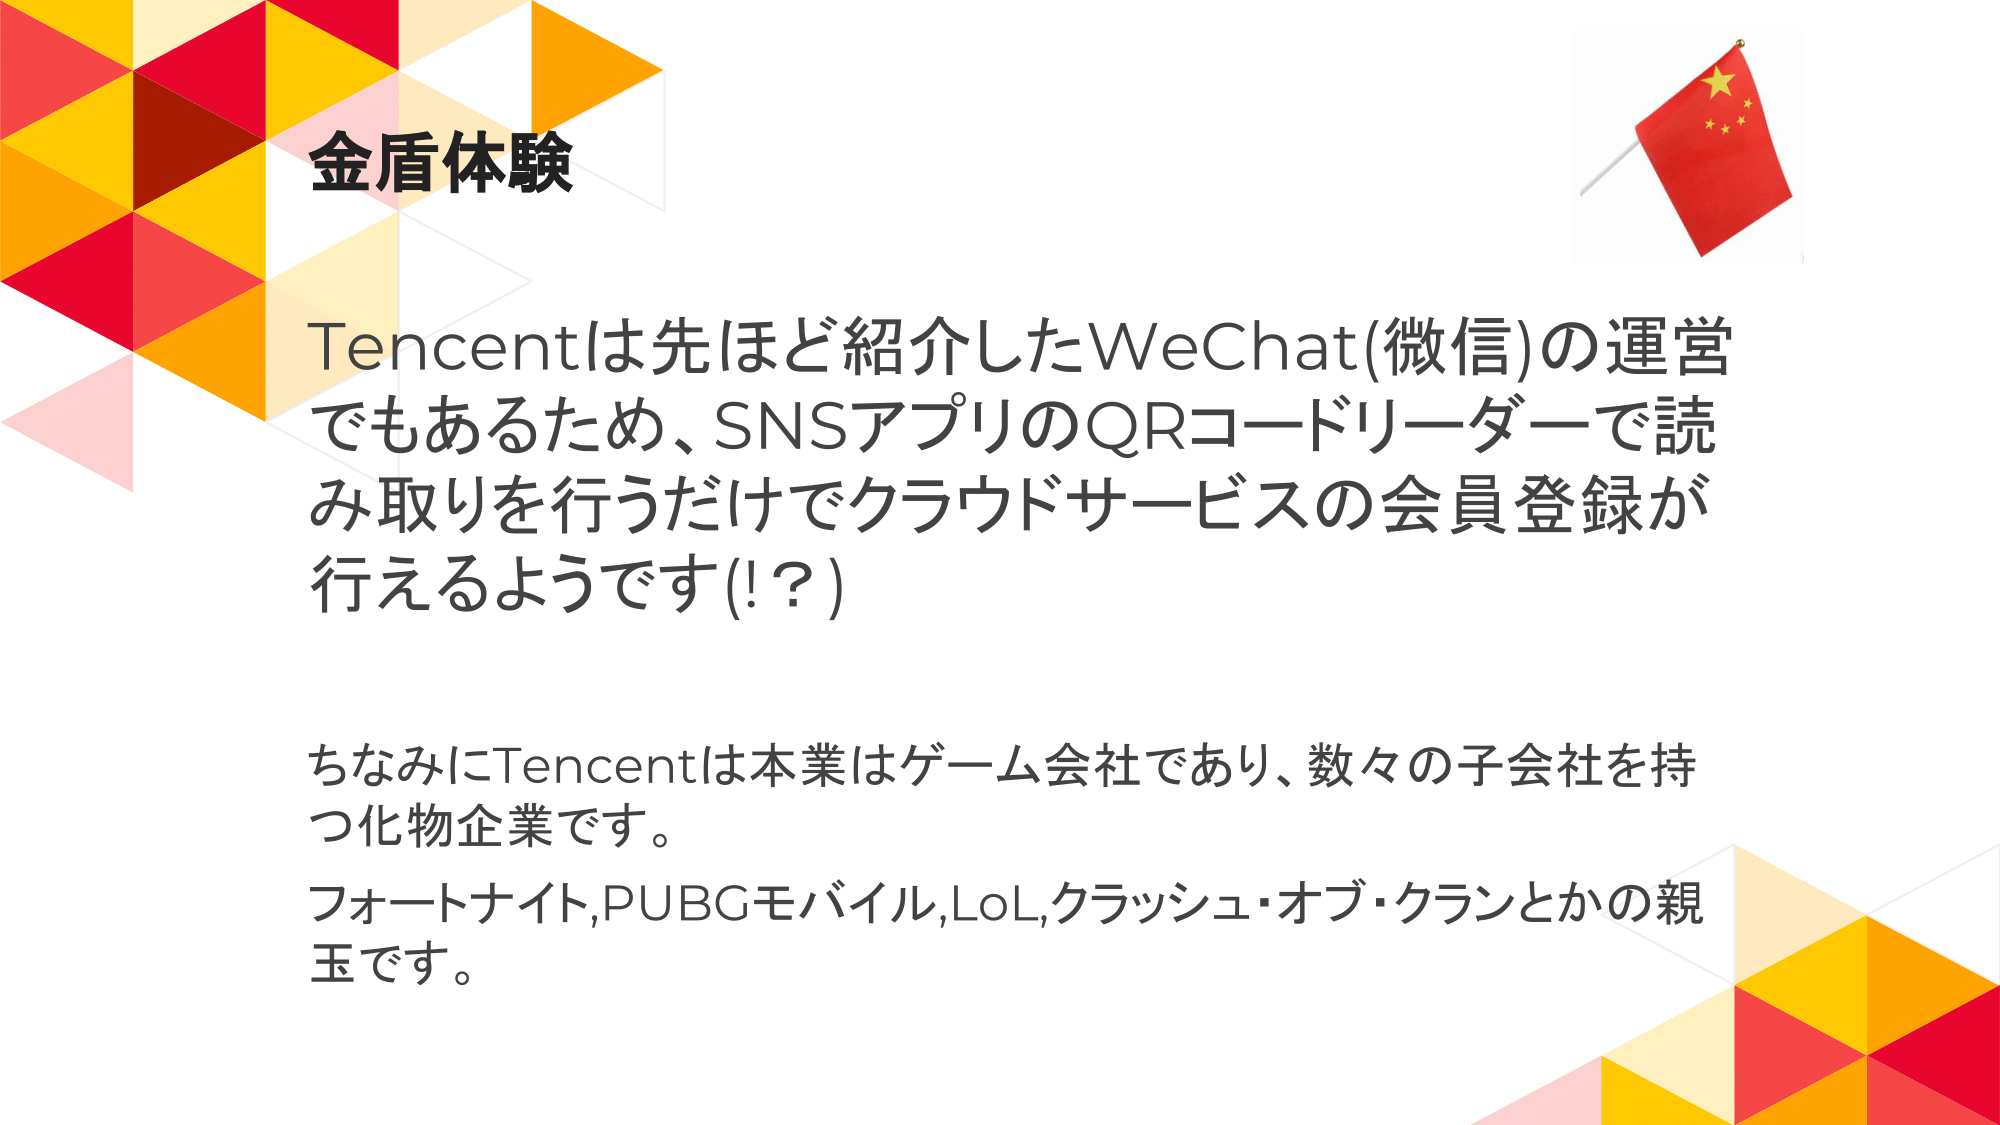 金盾体験
Tencentは先ほど紹介したWeChat(微信)の運営
でもあるため、SNSアプリのQRコードリーダーで読
み取りを行うだけでクラウドサービスの会員登録が
行えるようです(!？)
ちなみにTencentは本業はゲーム会社であり、数々の子会社を持
つ化物企業です。
フォートナイト,PUBGモバイル,LoL,クラッシュ・オブ・クランとかの親
玉です。